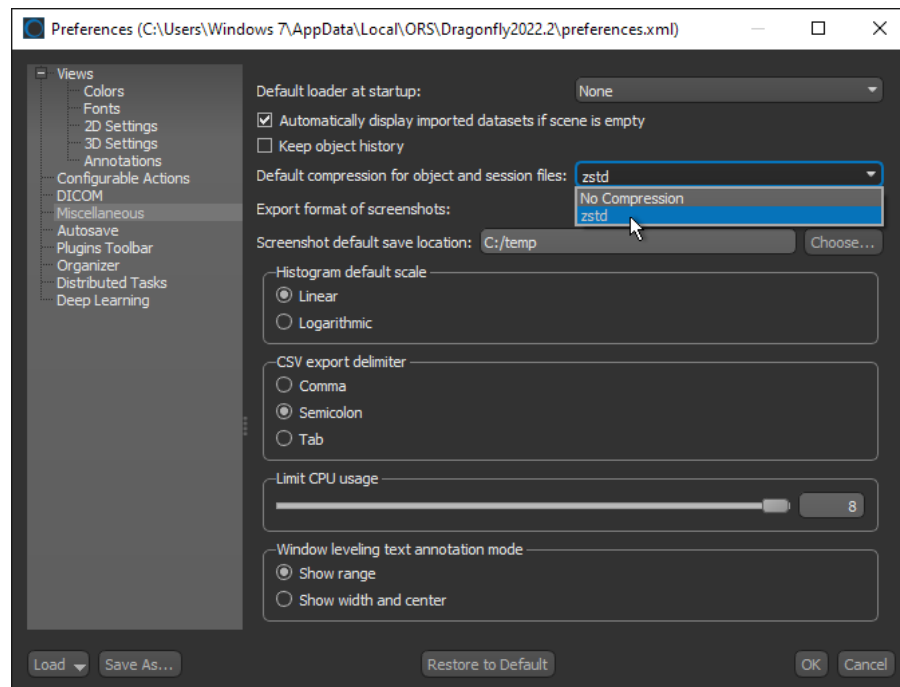 Preferences (C:\Users\Windows 7\AppData\Local\ORS\Dragonfly2022.2\preferences.xml)
Views
Colors
Fonts
2D Settings
3D Settings
Annotations
Configurable Actions
DICOM
Miscellaneous
Autosave
Plugins Toolbar
Organizer
Distributed Tasks
Deep Learning
Default loader at startup: None
Automatically display imported datasets if scene is empty
Keep object history
Default compression for object and session files: zstd
No Compression
zstd
Export format of screenshots:
Screenshot default save location: C:/temp Choose...
Histogram default scale
Linear
Logarithmic
CSV export delimiter
Comma
Semicolon
Tab
Limit CPU usage
8
Window leveling text annotation mode
Show range
Show width and center
Load Save As... Restore to Default OK Cancel